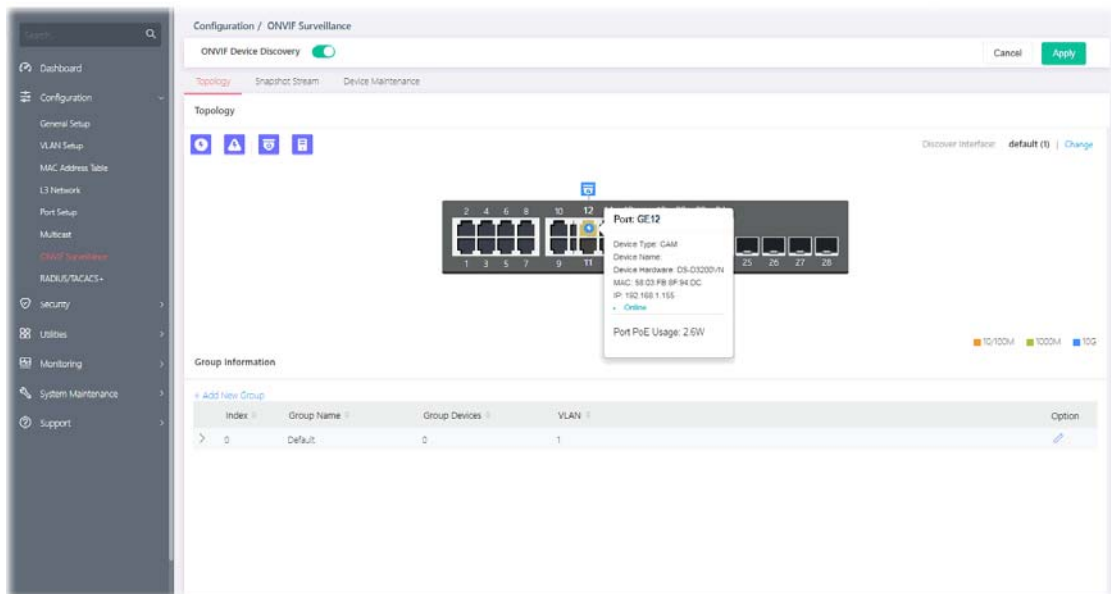 Configuration / ONVIF Surveillance
Search
ONVIF Device Discovery
Cancel
Apply
Dashboard
Configuration
General Setup
VLAN Setup
MAC Address Table
L3 Network
Port Setup
Multicast
ONVIF Surveillance
RADIUS/TACACS+
Security
Utilities
Monitoring
System Maintenance
Support
Topology
Snapshot Stream
Device Maintenance
Topology
Discover Interface: default (1) | Change
2 4 6 8 10 12
1 3 5 7 9 11
25 26 27 28
Port: GE12
Device Type: CAM
Device Name:
Device Hardware: DS-D3200VN
MAC: 58:03:FB:8F:94:DC
IP: 192.168.1.155
Online
Port PoE Usage: 2.6W
10/100M 1000M 10G
Group Information
+ Add New Group
Index Group Name Group Devices VLAN Option
0 Default 0 1